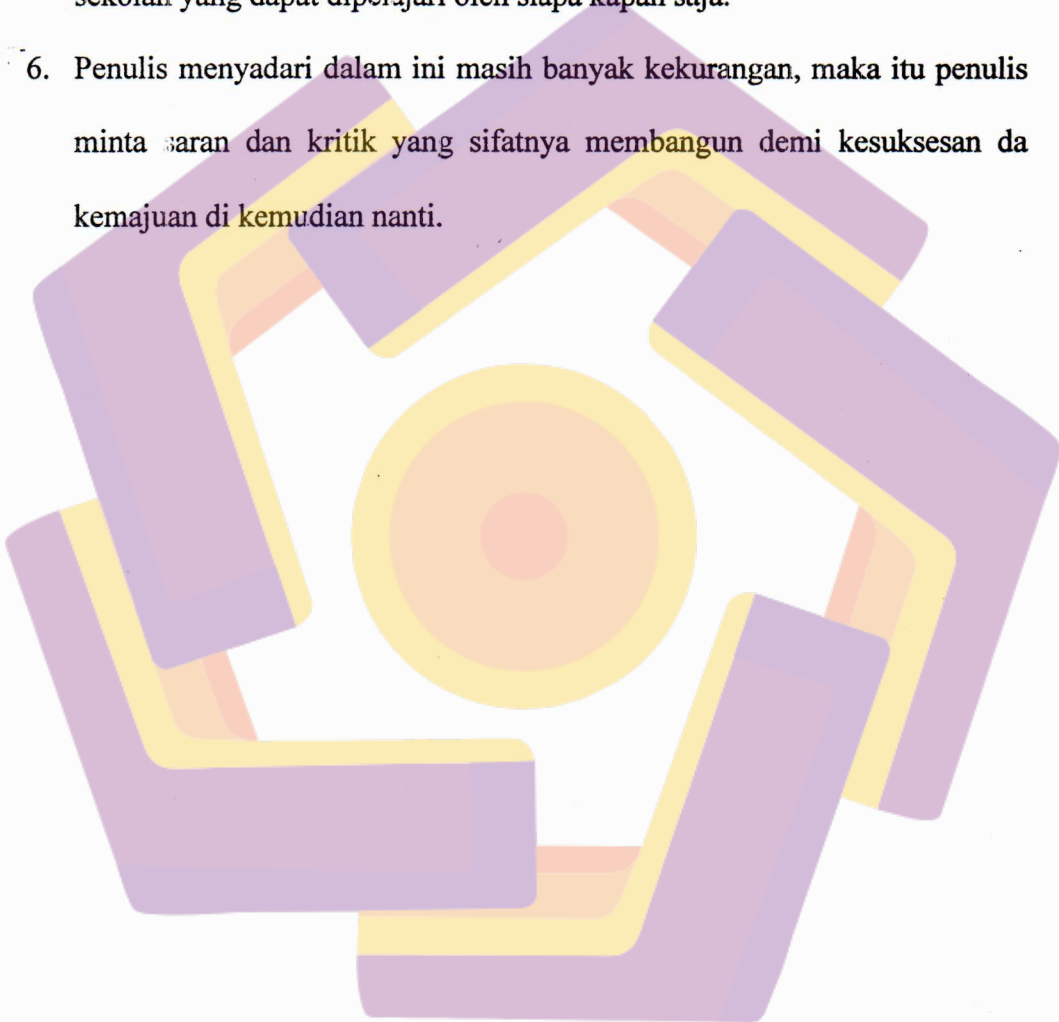 sekolah yang dapat dipelajari oleh siapa kapan saja.
6. Penulis menyadari dalam ini masih banyak kekurangan, maka itu penulis
minta saran dan kritik yang sifatnya membangun demi kesuksesan da
kemajuan di kemudian nanti.